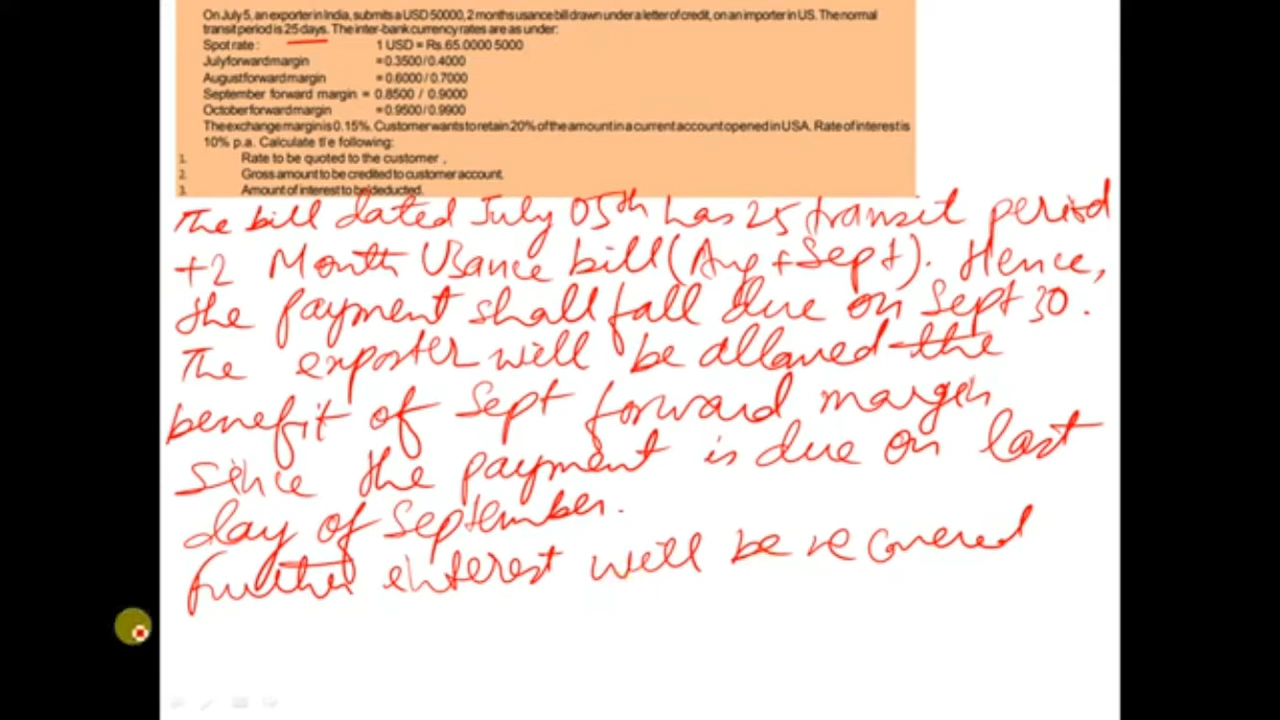 On July 5, an exporter in India, submits a USD 50000, 2 months usance bill drawn under a letter of credit, on an importer in US. The normal
transit period is 25 days. The inter-bank currency rates are as under:
Spot rate : 1 USD = Rs.65.0000 5000
July forward margin = 0.3500 / 0.4000
August forward margin = 0.6000 / 0.7000
September forward margin = 0.8500 / 0.9000
October forward margin = 0.9500 / 0.9900
The exchange margin is 0.15%. Customer wants to retain 20% of the amount in a current account opened in USA. Rate of interest is
10% p.a. Calculate the following:
1. Rate to be quoted to the customer ,
2. Gross amount to be credited to customer account.
3. Amount of interest to be deducted.
The bill dated July 05th has 25 transit period
+2 Month Usance bill (Aug + Sept). Hence,
the payment shall fall due on Sept 30.
The exporter will be allowed the
benefit of Sept forward margin
since the payment is due on last
day of September.
Further interest will be recovered